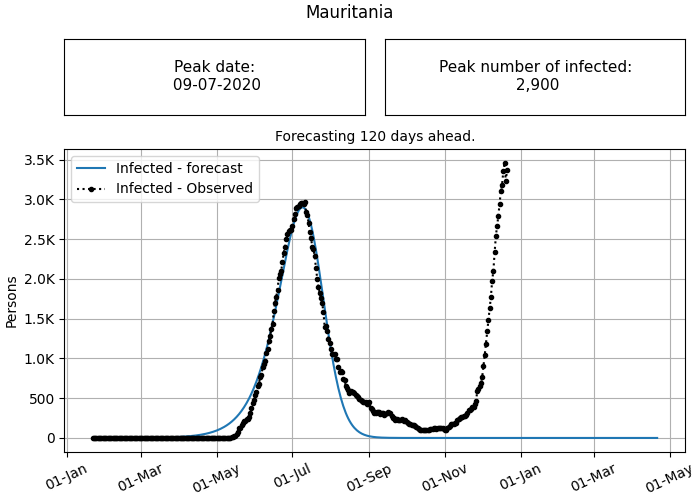 Mauritania
Peak date:
09-07-2020
Peak number of infected:
2,900
Forecasting 120 days ahead.
Infected - forecast
Infected - Observed
3.5K
3.0K
2.5K
2.0K
1.5K
1.0K
500
0
Persons
01-Jan
01-Mar
01-May
01-Jul
01-Sep
01-Nov
01-Jan
01-Mar
01-May